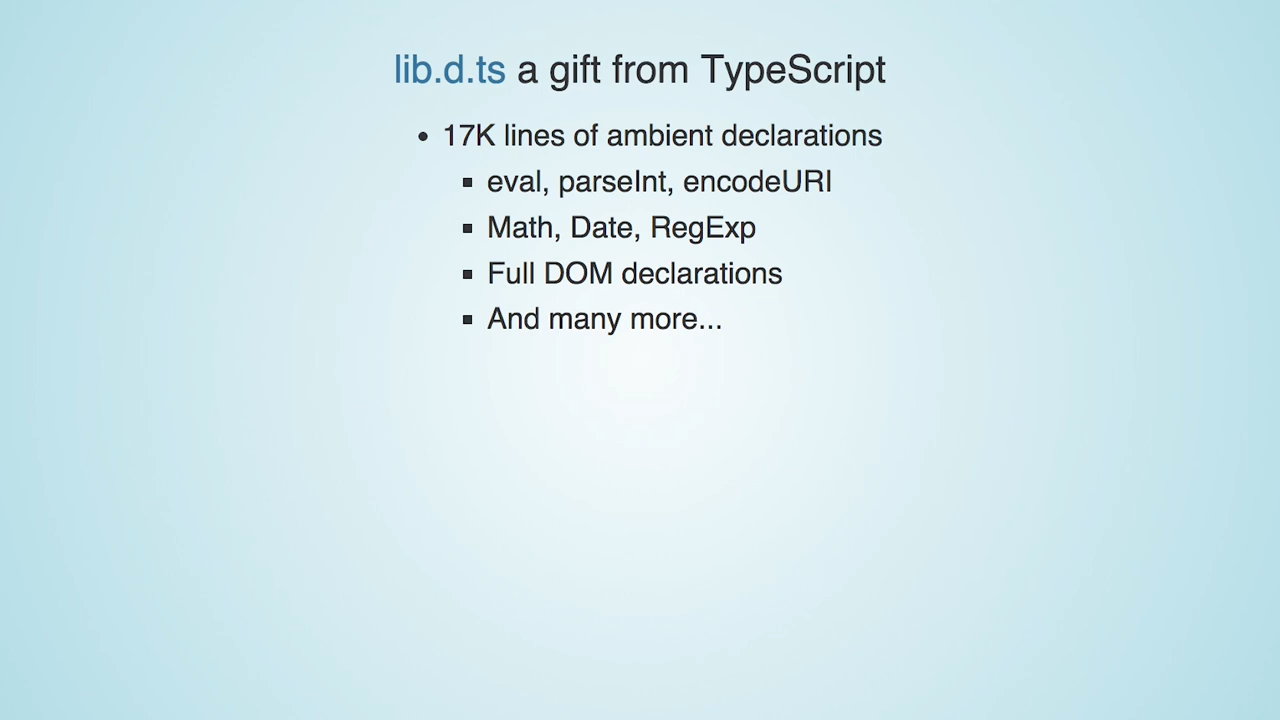 lib.d.ts a gift from TypeScript
• 17K lines of ambient declarations
▪ eval, parseInt, encodeURI
▪ Math, Date, RegExp
▪ Full DOM declarations
▪ And many more...